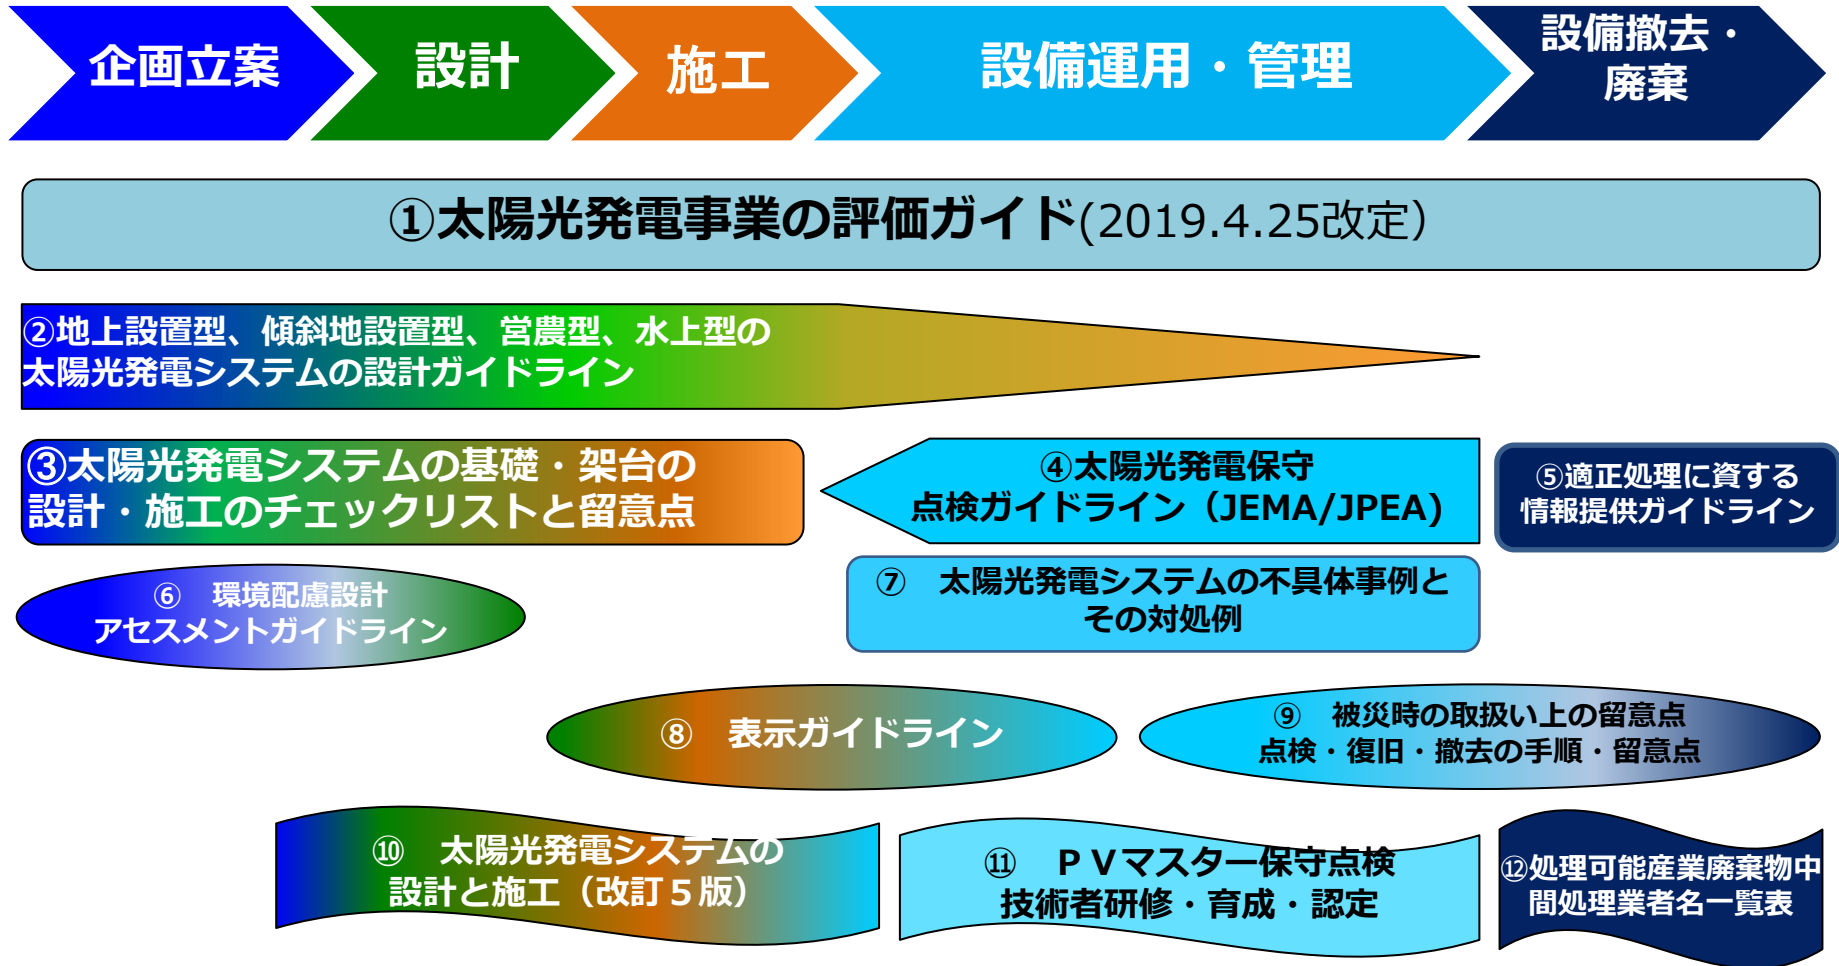 企画立案
設計
施工
設備運用・管理
設備撤去・
廃棄
①太陽光発電事業の評価ガイド(2019.4.25改定）
②地上設置型、傾斜地設置型、営農型、水上型の
太陽光発電システムの設計ガイドライン
③太陽光発電システムの基礎・架台の
設計・施工のチェックリストと留意点
④太陽光発電保守
点検ガイドライン（JEMA/JPEA)
⑤適正処理に資する
情報提供ガイドライン
⑥　環境配慮設計
アセスメントガイドライン
⑦　太陽光発電システムの不具体事例と
その対処例
⑧　表示ガイドライン
⑨　被災時の取扱い上の留意点
点検・復旧・撤去の手順・留意点
⑩　太陽光発電システムの
設計と施工（改訂５版）
⑪　ＰＶマスター保守点検
技術者研修・育成・認定
⑫処理可能産業廃棄物中
間処理業者名一覧表